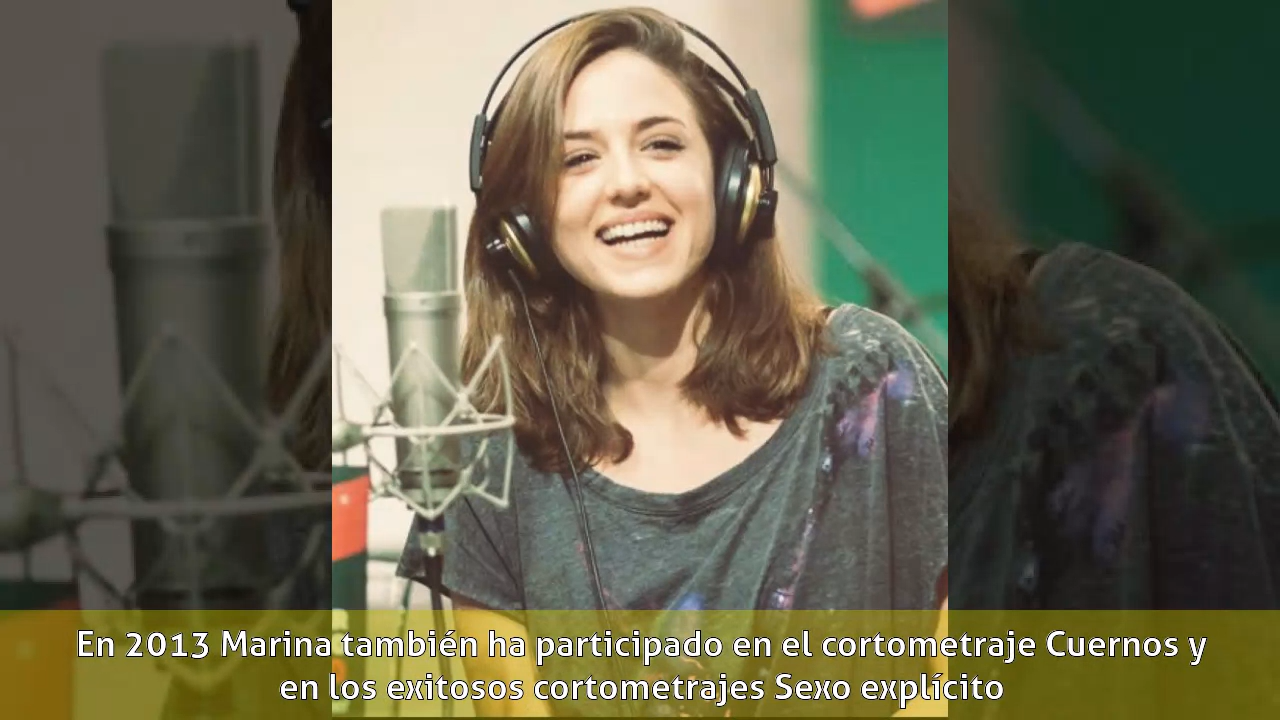 En 2013 Marina también ha participado en el cortometraje Cuernos y
en los exitosos cortometrajes Sexo explícito